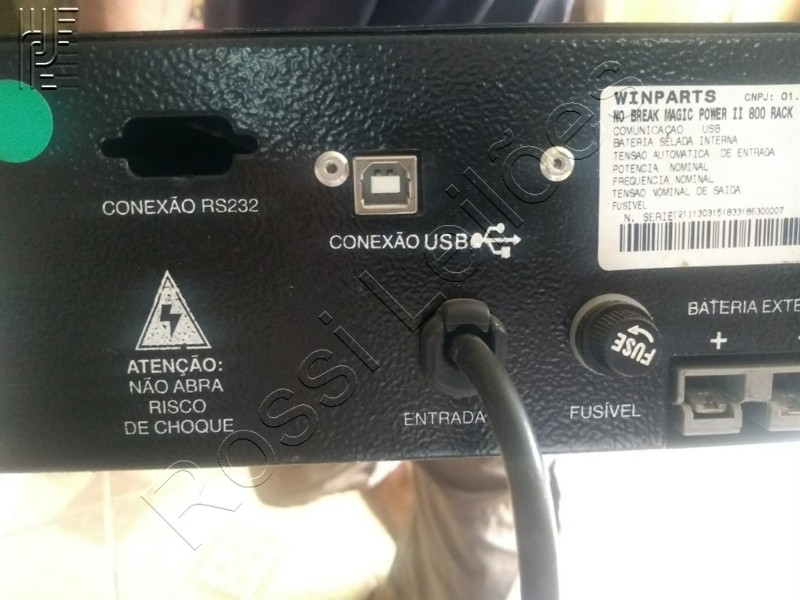 CONEXÃO RS232
CONEXÃO USB
WINPARTS CNPJ: 01.
NO BREAK MAGIC POWER II 800 RACK
COMUNICAÇAO USB
BATERIA SELADA INTERNA
TENSAO AUTOMATICA DE ENTRADA
POTENCIA NOMINAL
FREQUENCIA NOMINAL
TENSAO NOMINAL DE SAIDA
FUSIVEL
N. SERIE
ATENÇÃO:
NÃO ABRA
RISCO
DE CHOQUE
ENTRADA
FUSE
FUSÍVEL
BATERIA EXTE
+
Rossi Leilões